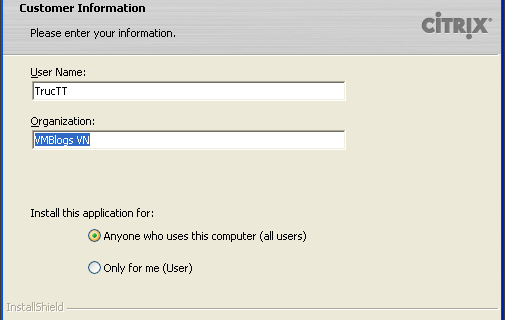 Customer Information
Please enter your information.
CITRIX®
User Name:
TrucTT
Organization:
VMBlogs VN
Install this application for:
Anyone who uses this computer (all users)
Only for me (User)
InstallShield